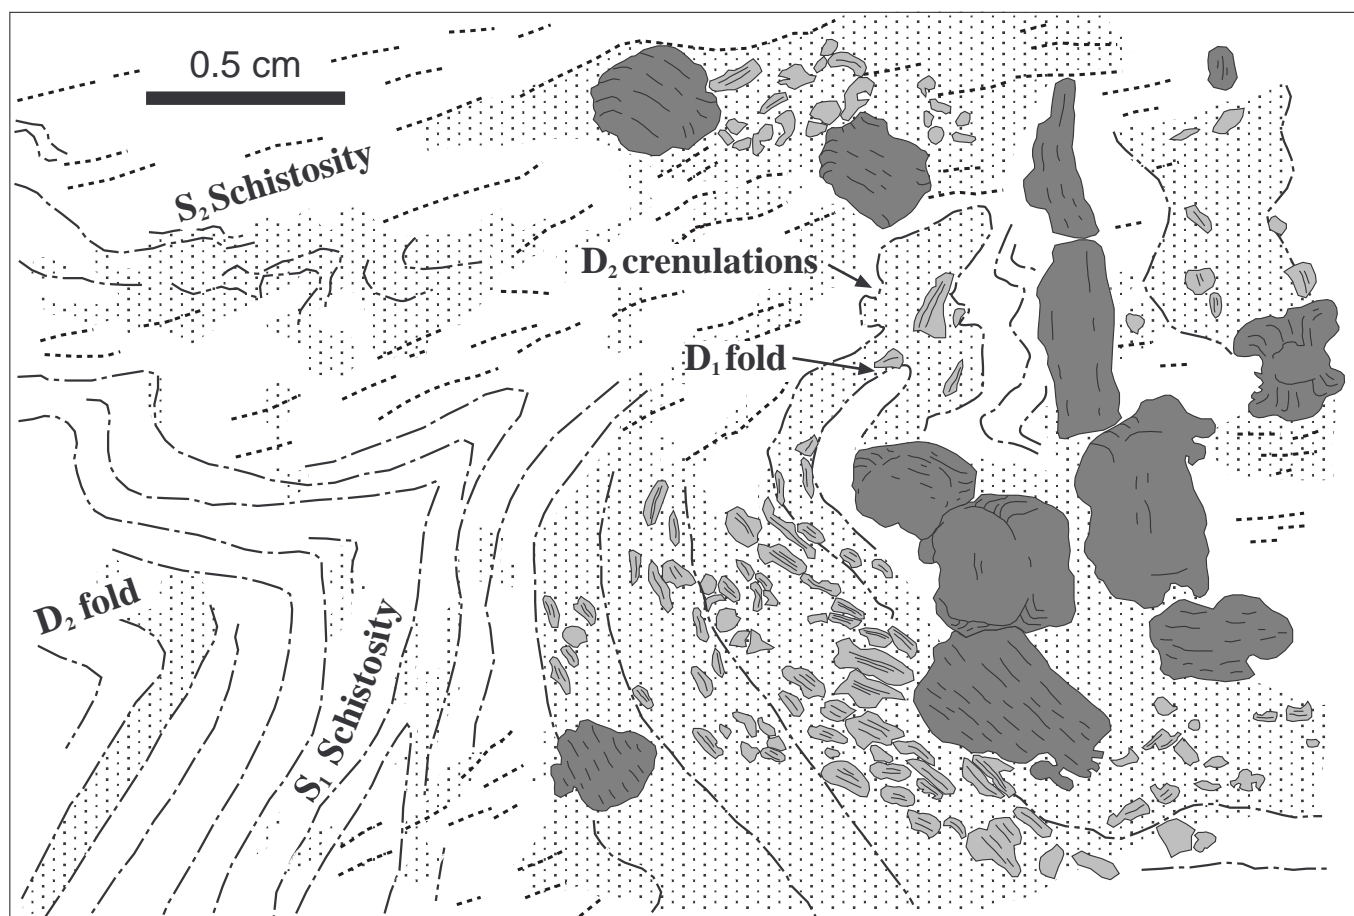 0.5 cm
S₂ Schistosity
D₂ crenulations
D₁ fold
D₂ fold
S₁ Schistosity